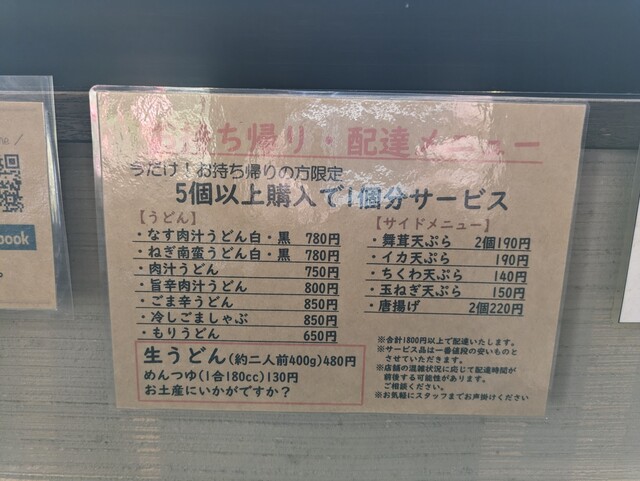 お持ち帰り・配達メニュー
今だけ！お持ち帰りの方限定
5個以上購入で1個分サービス
【うどん】
・なす肉汁うどん白・黒 780円
・ねぎ南蛮うどん白・黒 780円
・肉汁うどん 750円
・旨辛肉汁うどん 800円
・ごま辛うどん 850円
・冷しごましゃぶ 850円
・もりうどん 650円
【サイドメニュー】
・舞茸天ぷら 2個190円
・イカ天ぷら 190円
・ちくわ天ぷら 140円
・玉ねぎ天ぷら 150円
・唐揚げ 2個220円
生うどん(約二人前400g)480円
めんつゆ(1合180cc)130円
お土産にいかがですか？
※合計1800円以上で配達いたします。
※サービス品は一番値段の安いものと
させていただきます。
※店舗の混雑状況に応じて配達時間が
前後する可能性があります。
ご相談ください。
※お気軽にスタッフまでお声掛けください
book